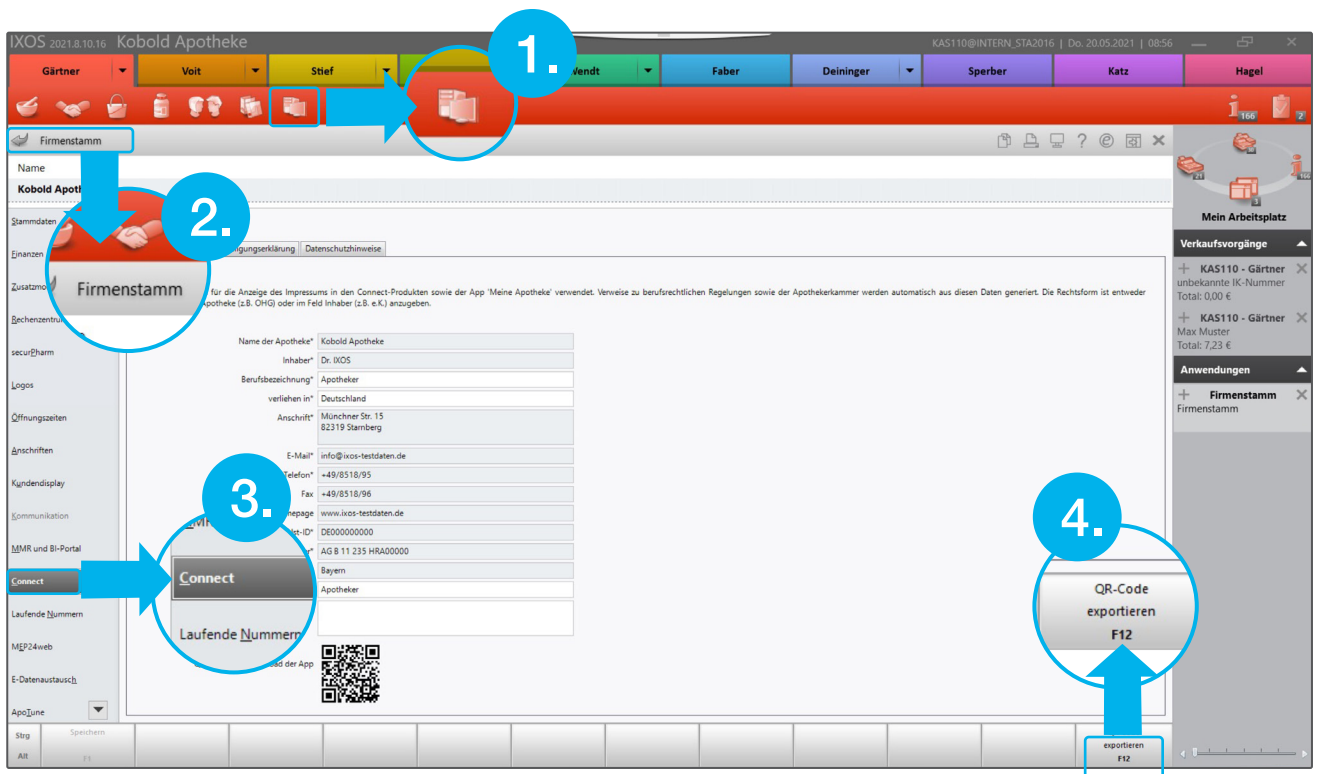 IXOS 2021.8.10.16 Kobold Apotheke
KAS110@INTERN_STA2016 | Do. 20.05.2021 | 08:56
1.
Gärtner
Voit
Stief
Faber
Deininger
Sperber
Katz
Hagel
166
2
Firmenstamm
Name
Kobold
2.
Firmenstamm
Stammdaten
Finanzen
Rechenzentrum
securPharm
Logos
Öffnungszeiten
Anschriften
Kundendisplay
Kommunikation
MMR und BI-Portal
Connect
Laufende Nummern
MEP24web
E-Datenaustausch
ApoTune
Datenschutzhinweise
für die Anzeige des Impressums in den Connect-Produkten sowie der App 'Meine Apotheke' verwendet. Verweise zu berufsrechtlichen Regelungen sowie der Apothekerkammer werden automatisch aus diesen Daten generiert. Die Rechtsform ist entweder
Apotheke (z.B. OHG) oder im Feld Inhaber (z.B. e.K.) anzugeben.
Name der Apotheke* Kobold Apotheke
Inhaber* Dr. IXOS
Berufsbezeichnung* Apotheker
verliehen in* Deutschland
Anschrift* Münchner Str. 15
82319 Starnberg
E-Mail* info@ixos-testdaten.de
Telefon* +49/8518/95
Fax +49/8518/96
www.ixos-testdaten.de
DE000000000
AG B 11 235 HRA00000
Bayern
Apotheker
der App
3.
Connect
Laufende Nummern
4.
QR-Code
exportieren
F12
21
3
166
Mein Arbeitsplatz
Verkaufsvorgänge
KAS110 - Gärtner
unbekannte IK-Nummer
Total: 0,00 €
KAS110 - Gärtner
Max Muster
Total: 7,23 €
Anwendungen
Firmenstamm
Firmenstamm
Strg
Alt
Speichern
F1
exportieren
F12